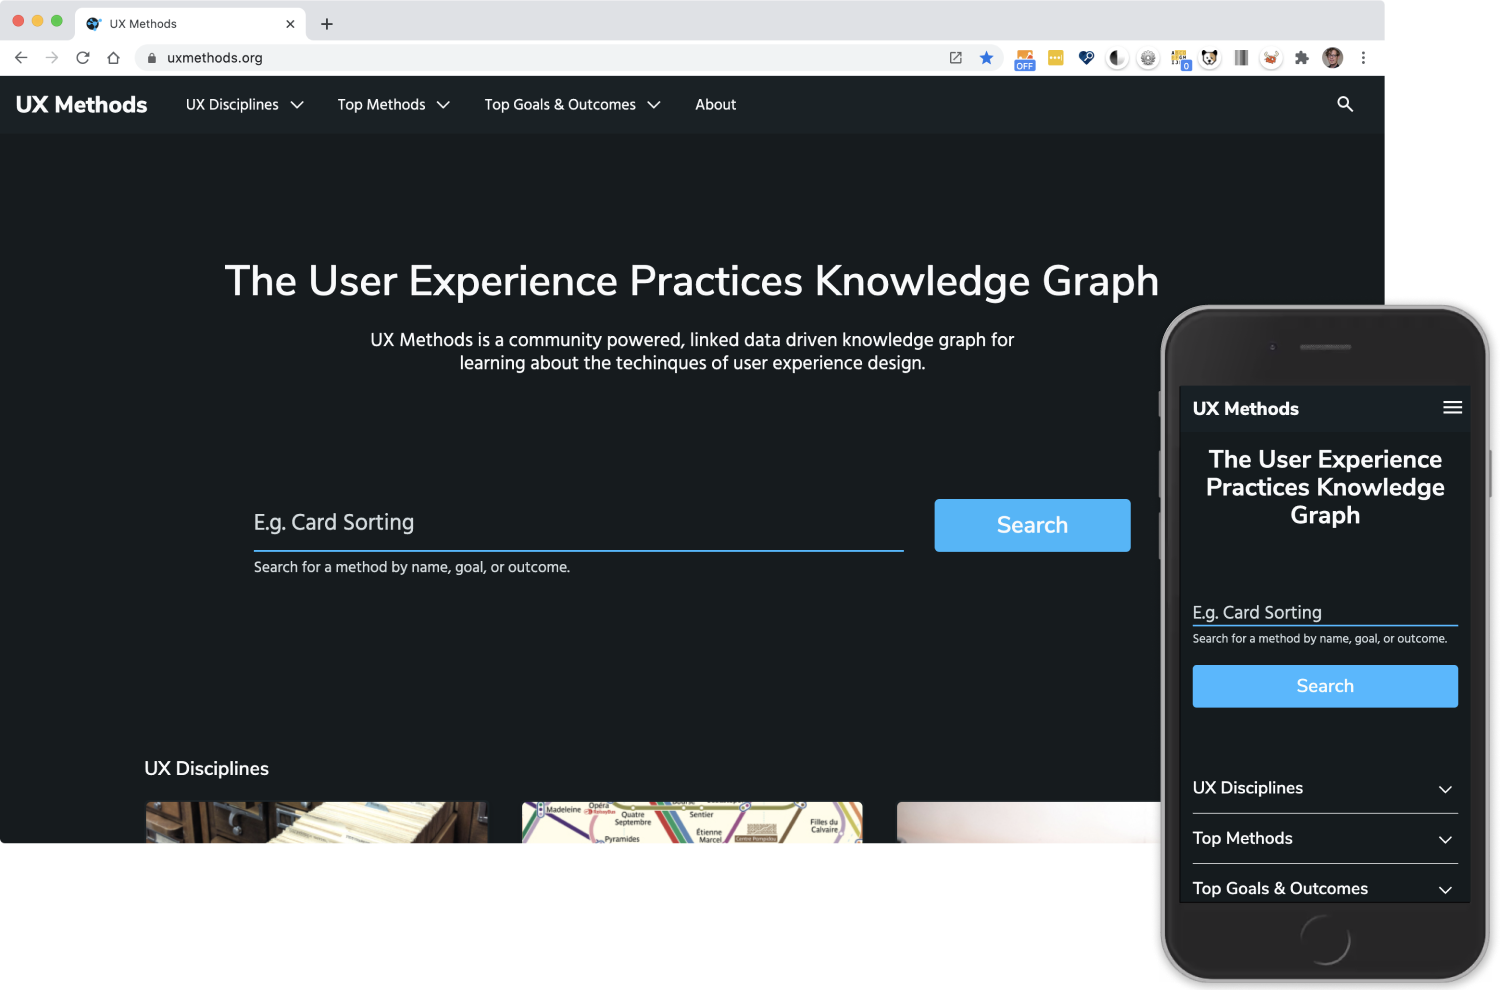 UX Methods
uxmethods.org
OFF
0
UX Methods UX Disciplines Top Methods Top Goals & Outcomes About
The User Experience Practices Knowledge Graph
UX Methods is a community powered, linked data driven knowledge graph for
learning about the techinques of user experience design.
E.g. Card Sorting
Search
Search for a method by name, goal, or outcome.
UX Disciplines
Madeleine
Opéra
Quatre
Septembre
Sentier
Filles du
Calvaire
Pyramides
Étienne
Marcel
Centre Pompidou
UX Methods
The User Experience
Practices Knowledge
Graph
E.g. Card Sorting
Search for a method by name, goal, or outcome.
Search
UX Disciplines
Top Methods
Top Goals & Outcomes